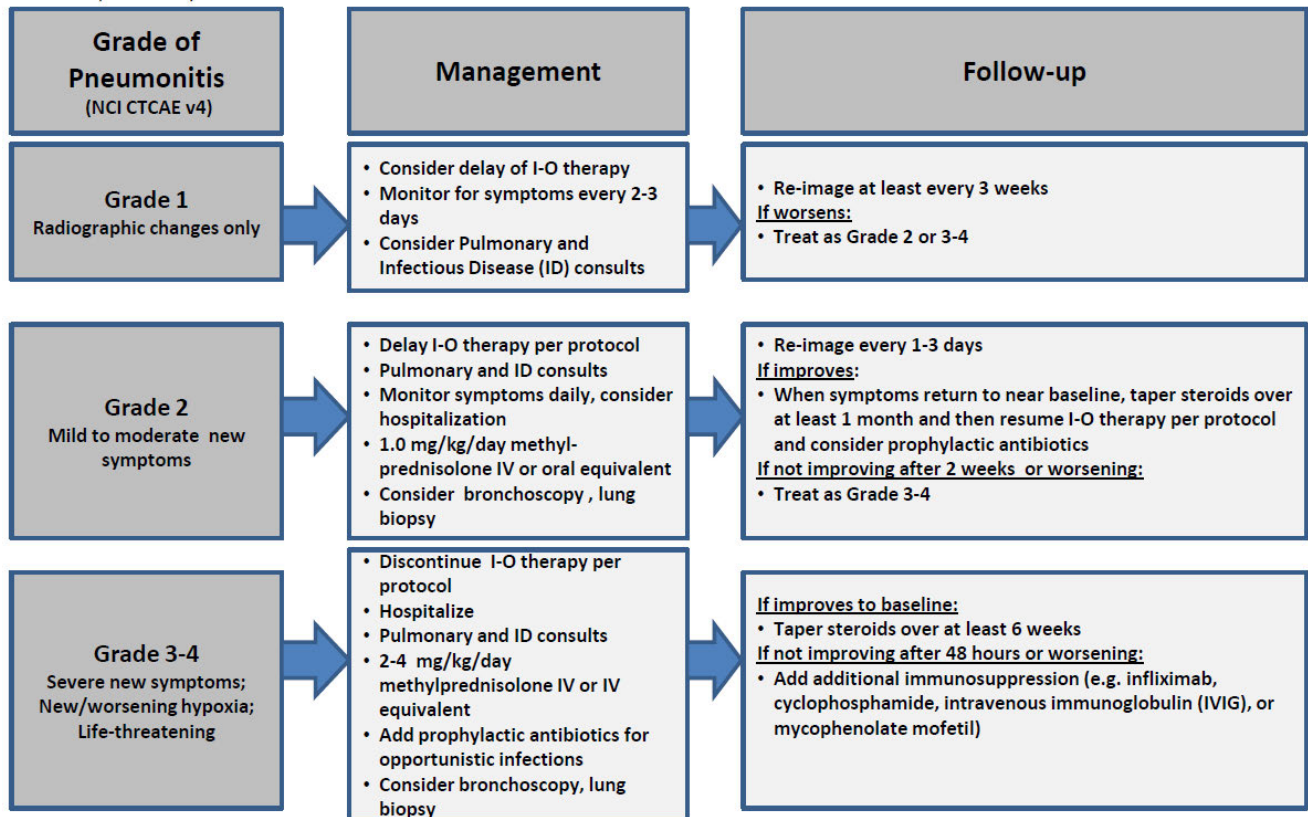 Grade of
Pneumonitis
(NCI CTCAE v4)
Management
Follow-up
Grade 1
Radiographic changes only
• Consider delay of I-O therapy
• Monitor for symptoms every 2-3
days
• Consider Pulmonary and
Infectious Disease (ID) consults
• Re-image at least every 3 weeks
If worsens:
• Treat as Grade 2 or 3-4
Grade 2
Mild to moderate new
symptoms
• Delay I-O therapy per protocol
• Pulmonary and ID consults
• Monitor symptoms daily, consider
hospitalization
• 1.0 mg/kg/day methyl-
prednisolone IV or oral equivalent
• Consider bronchoscopy , lung
biopsy
• Re-image every 1-3 days
If improves:
• When symptoms return to near baseline, taper steroids over
at least 1 month and then resume I-O therapy per protocol
and consider prophylactic antibiotics
If not improving after 2 weeks or worsening:
• Treat as Grade 3-4
Grade 3-4
Severe new symptoms;
New/worsening hypoxia;
Life-threatening
• Discontinue I-O therapy per
protocol
• Hospitalize
• Pulmonary and ID consults
• 2-4 mg/kg/day
methylprednisolone IV or IV
equivalent
• Add prophylactic antibiotics for
opportunistic infections
• Consider bronchoscopy, lung
biopsy
If improves to baseline:
• Taper steroids over at least 6 weeks
If not improving after 48 hours or worsening:
• Add additional immunosuppression (e.g. infliximab,
cyclophosphamide, intravenous immunoglobulin (IVIG), or
mycophenolate mofetil)